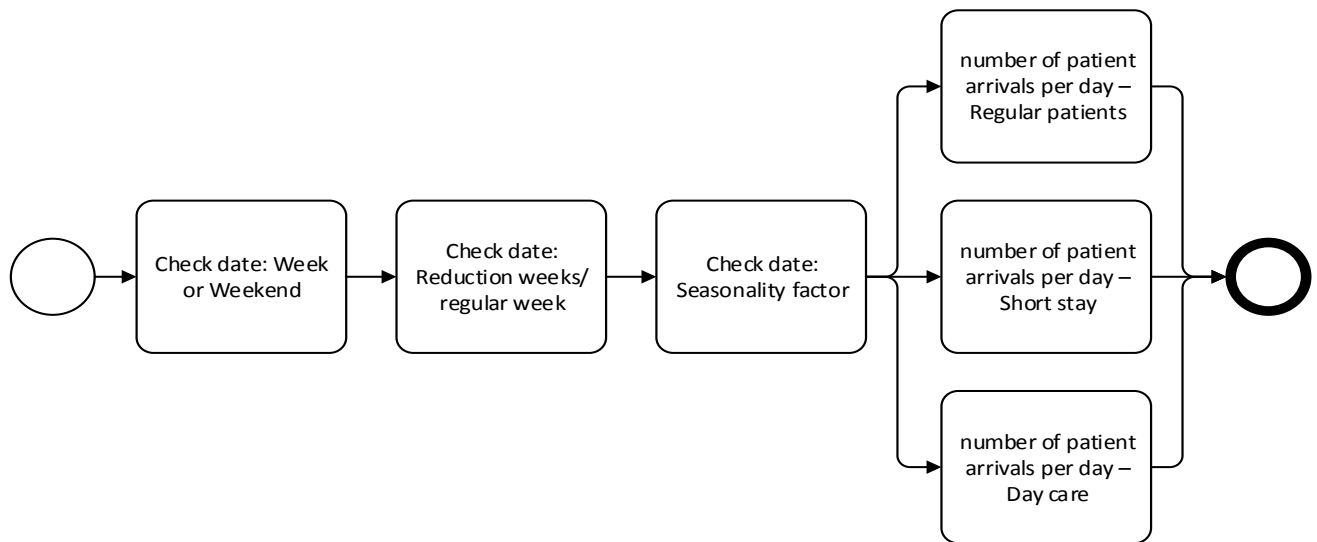 Check date: Week
or Weekend
Check date:
Reduction weeks/
regular week
Check date:
Seasonality factor
number of patient
arrivals per day –
Regular patients
number of patient
arrivals per day –
Short stay
number of patient
arrivals per day –
Day care